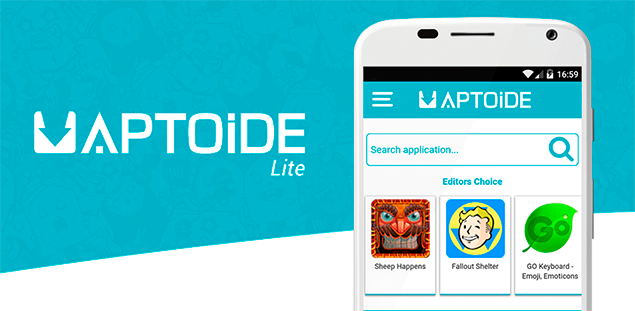 APTOiDE
Lite
16:59
APTOiDE
Search application...
Editors Choice
Sheep Happens
Fallout Shelter
GO
GO Keyboard -
Emoji, Emoticons